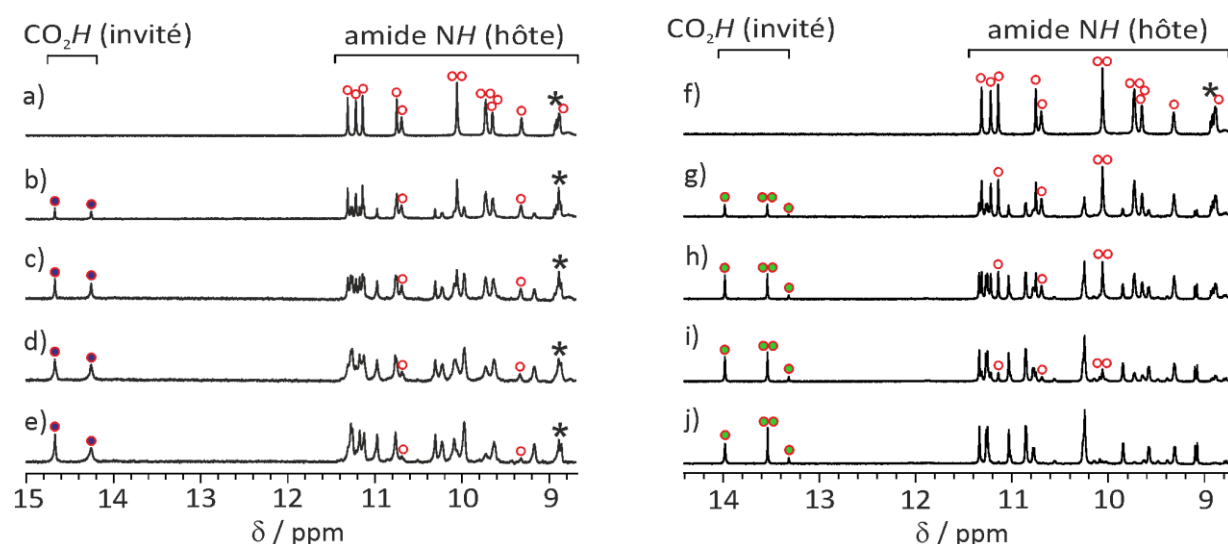 CO₂H (invité)
amide NH (hôte)
a)
*
b)
*
c)
*
d)
*
e)
*
15 14 13 12 11 10 9
δ / ppm
CO₂H (invité)
amide NH (hôte)
f)
*
g)
h)
i)
j)
14 13 12 11 10 9
δ / ppm